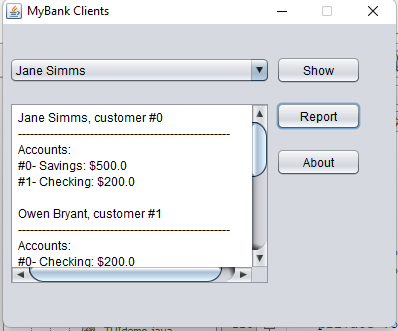 MyBank Clients
Jane Simms
Show
Jane Simms, customer #0
-----------------------------------------------------
Accounts:
#0- Savings: $500.0
#1- Checking: $200.0
Report
Owen Bryant, customer #1
-----------------------------------------------------
Accounts:
#0- Checking: $200.0
About